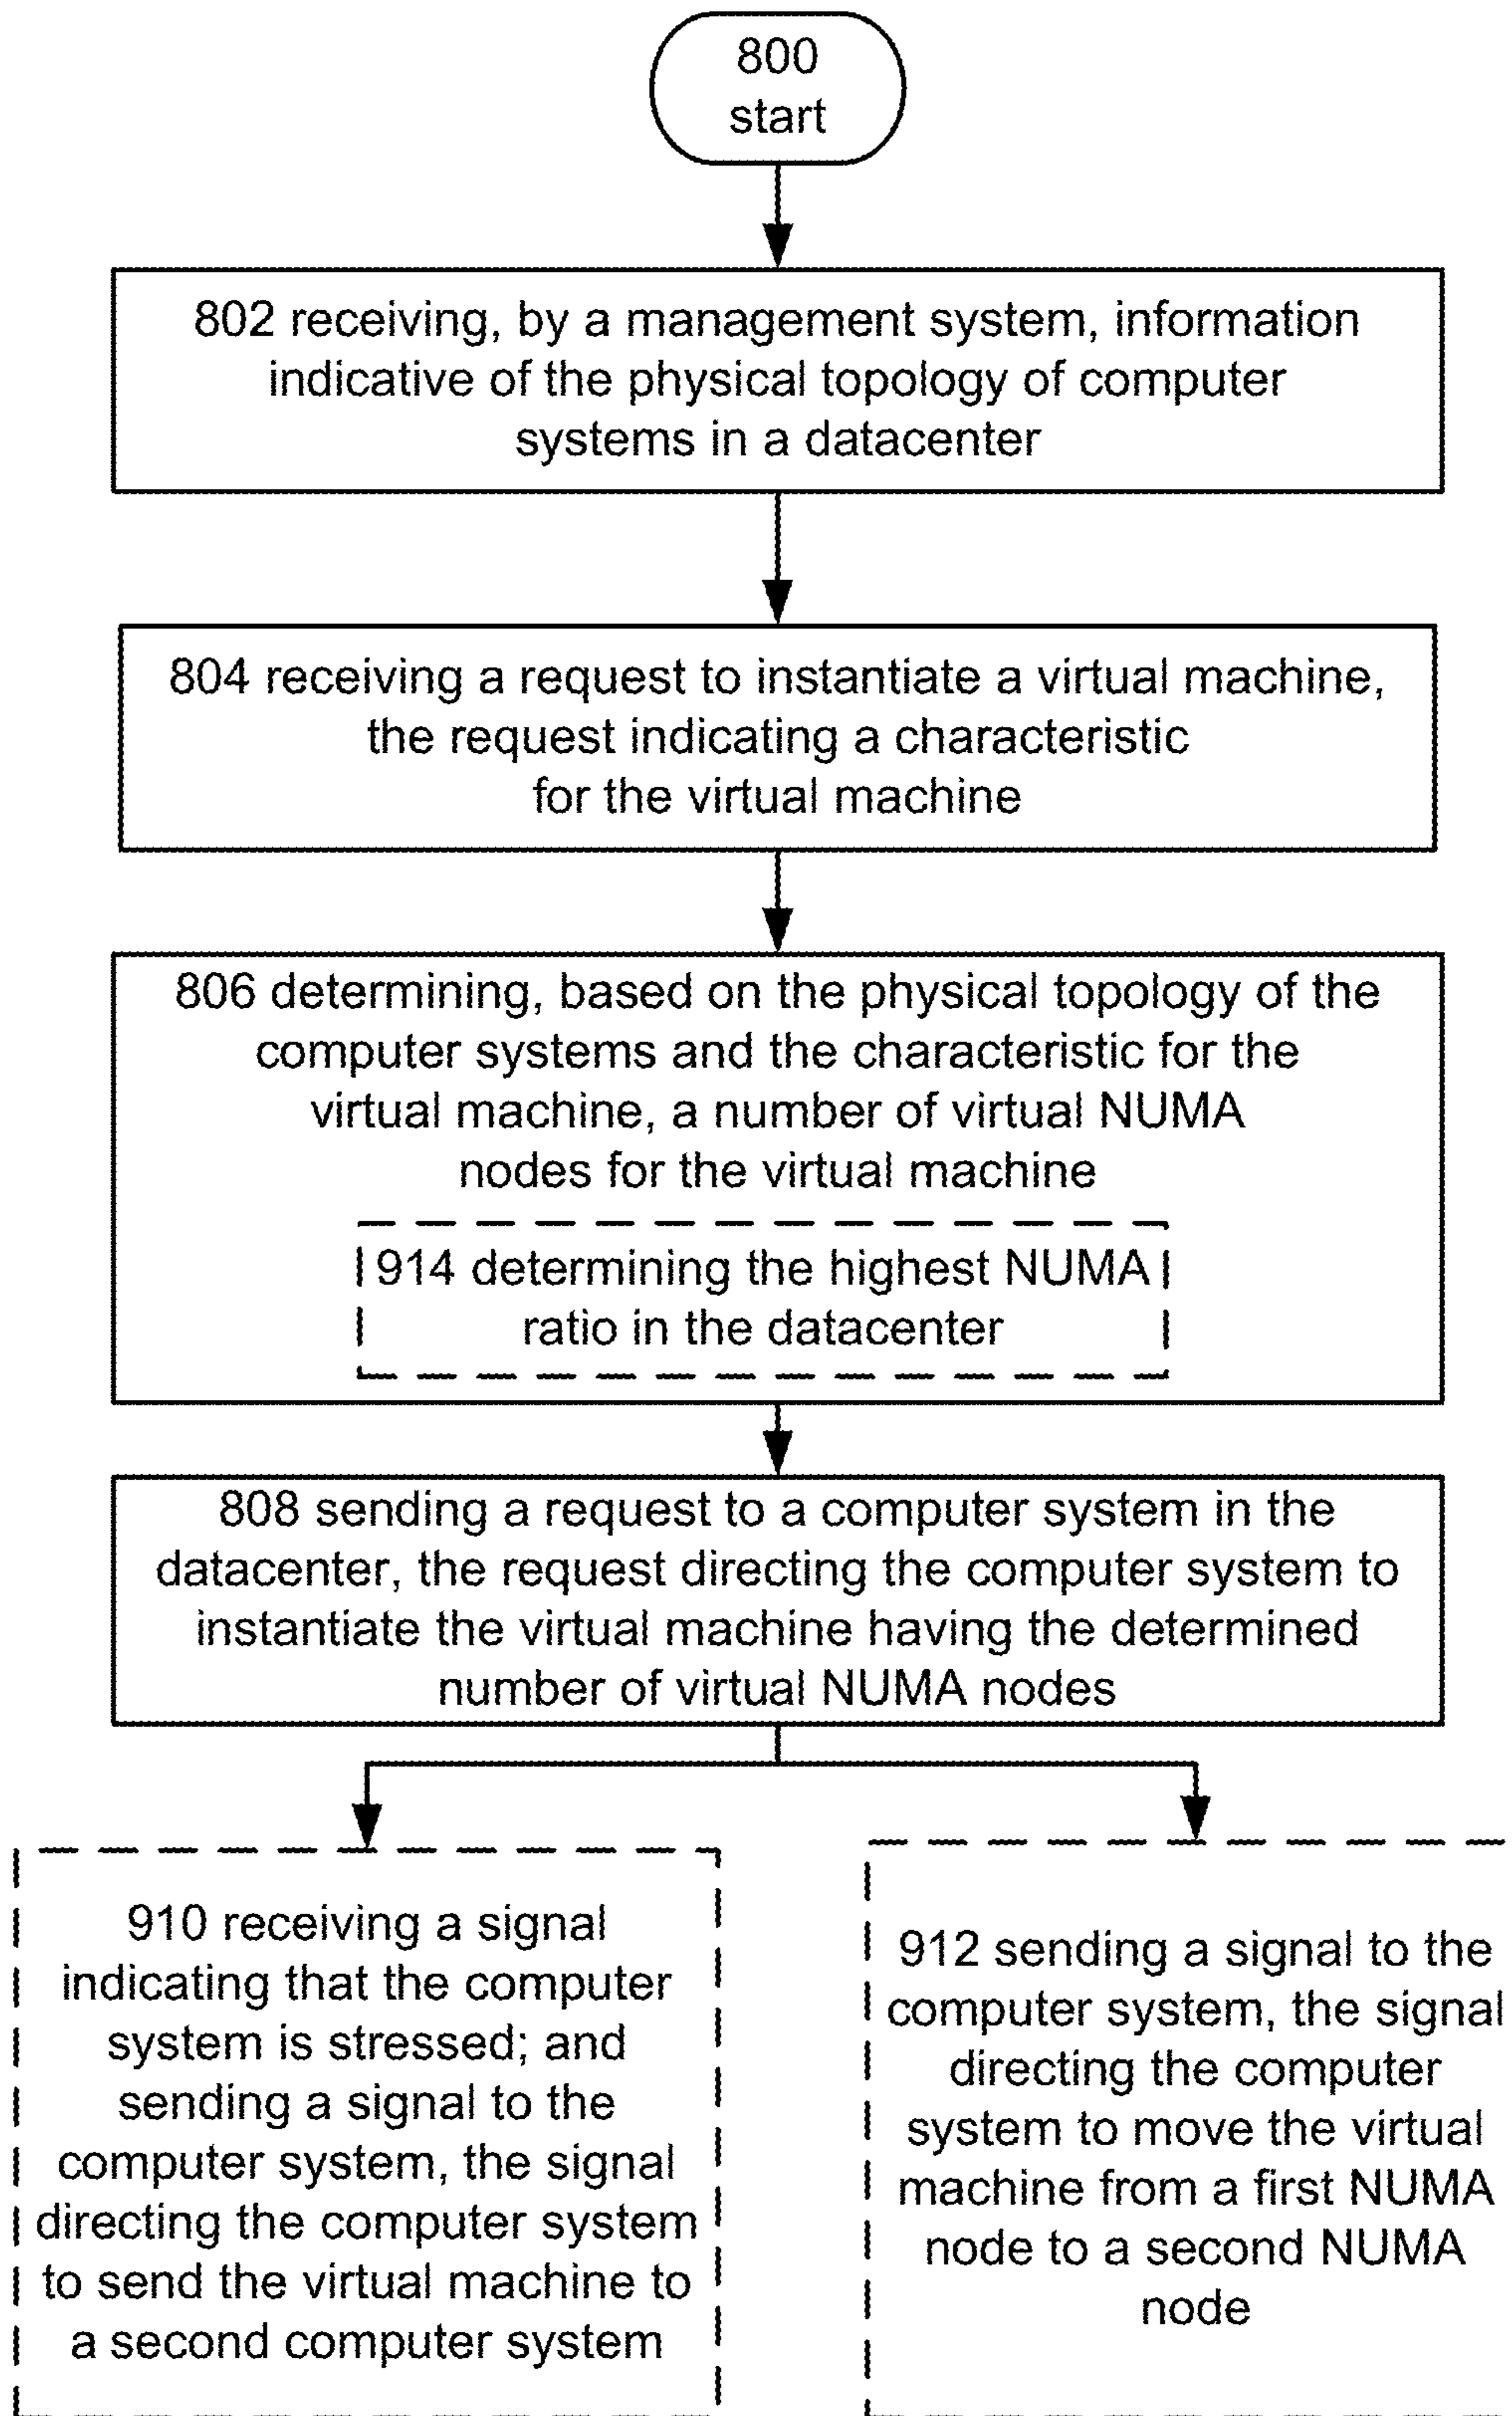 800
start
802 receiving, by a management system, information
indicative of the physical topology of computer
systems in a datacenter
804 receiving a request to instantiate a virtual machine,
the request indicating a characteristic
for the virtual machine
806 determining, based on the physical topology of the
computer systems and the characteristic for the
virtual machine, a number of virtual NUMA
nodes for the virtual machine
914 determining the highest NUMA
ratio in the datacenter
808 sending a request to a computer system in the
datacenter, the request directing the computer system to
instantiate the virtual machine having the determined
number of virtual NUMA nodes
910 receiving a signal
indicating that the computer
system is stressed; and
sending a signal to the
computer system, the signal
directing the computer system
to send the virtual machine to
a second computer system
912 sending a signal to the
computer system, the signal
directing the computer
system to move the virtual
machine from a first NUMA
node to a second NUMA
node